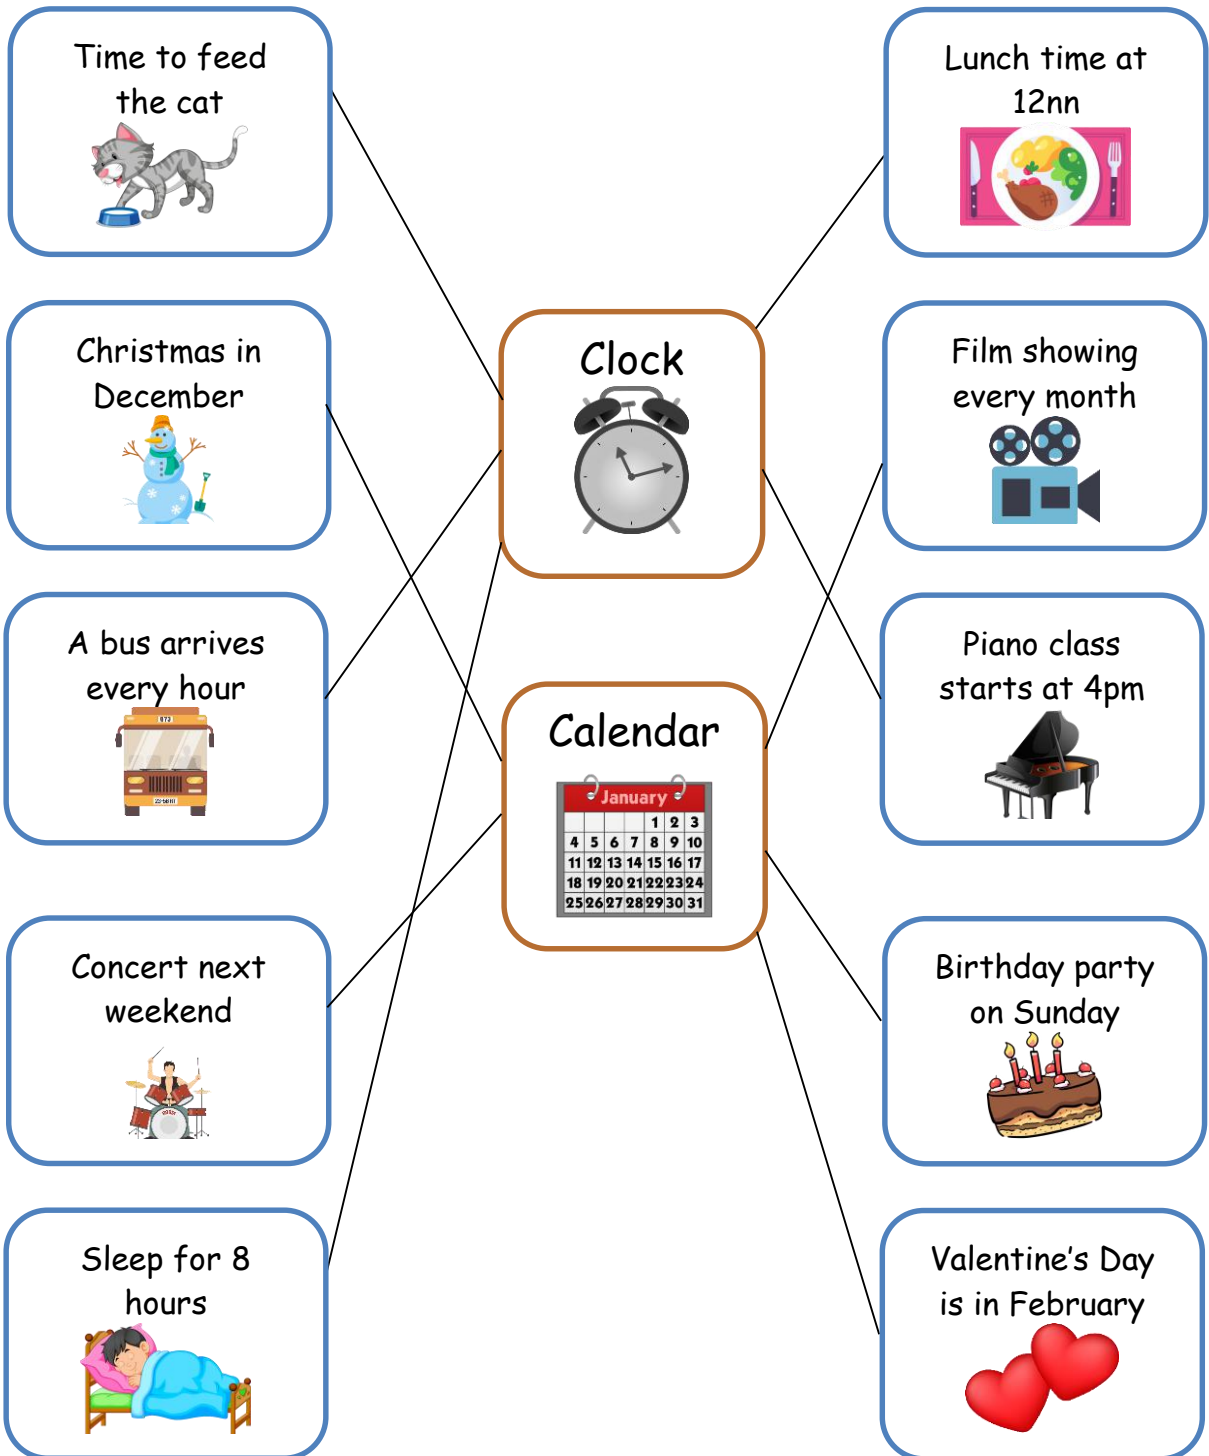 Time to feed
the cat
Lunch time at
12nn
Christmas in
December
Clock
Film showing
every month
A bus arrives
every hour
072
Calendar
January
1 2 3
4 5 6 7 8 9 10
11 12 13 14 15 16 17
18 19 20 21 22 23 24
25 26 27 28 29 30 31
Piano class
starts at 4pm
Concert next
weekend
Birthday party
on Sunday
Sleep for 8
hours
Valentine's Day
is in February